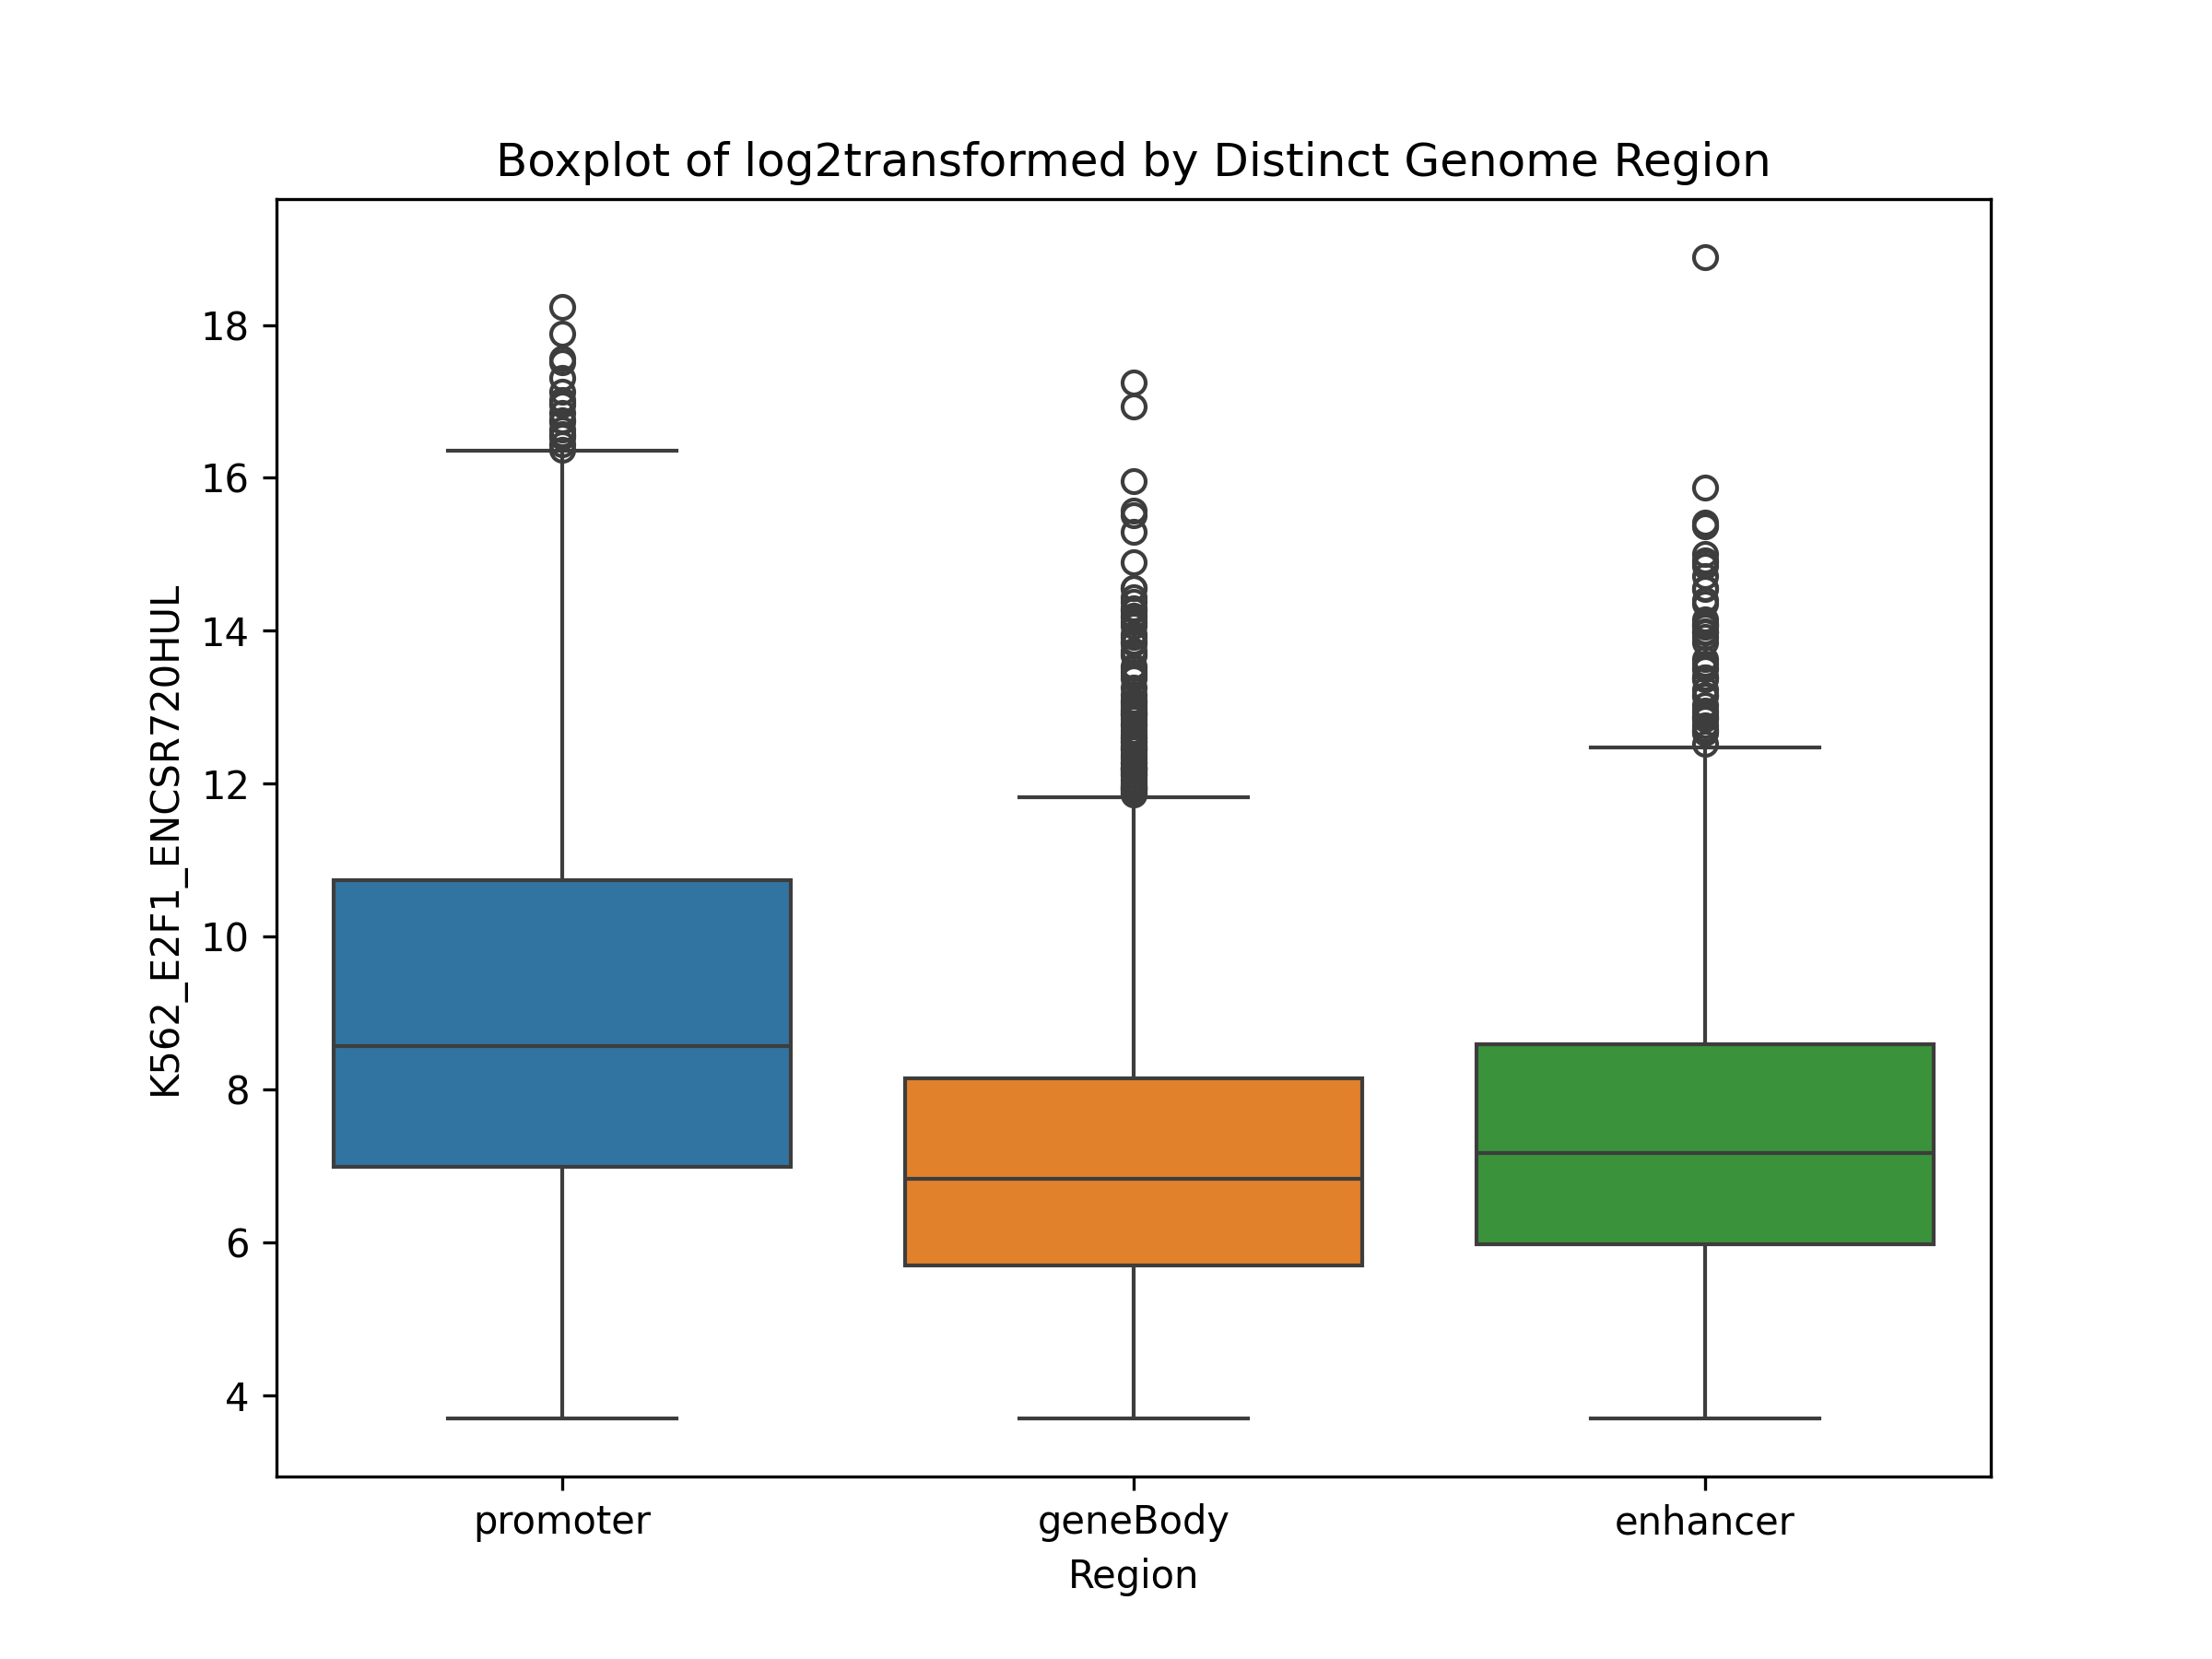 Boxplot of log2transformed by Distinct Genome Region
K562_E2F1_ENCSR720HUL
18
16
14
12
10
8
6
4
promoter
geneBody
enhancer
Region